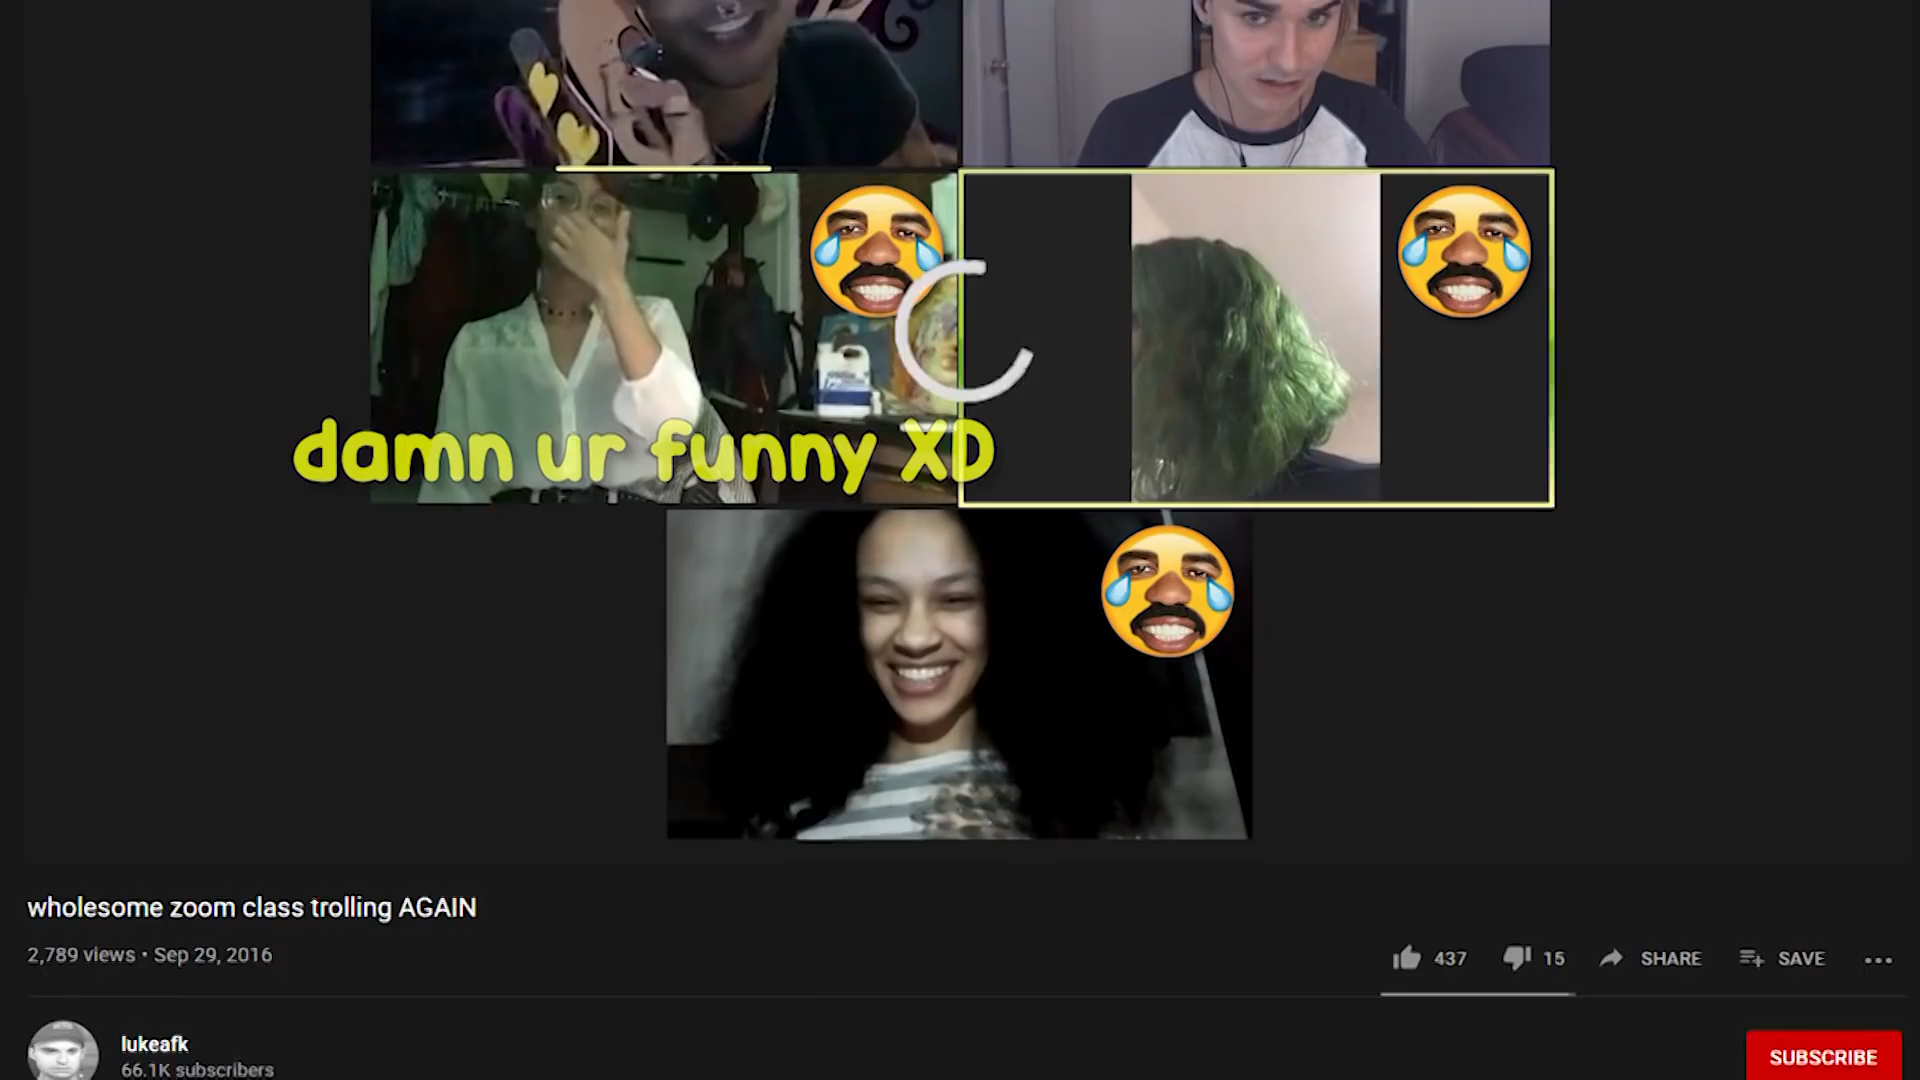 damn ur funny XD
wholesome zoom class trolling AGAIN
2,789 views • Sep 29, 2016
437
15
SHARE
SAVE
lukeafk
66.1K subscribers
SUBSCRIBE